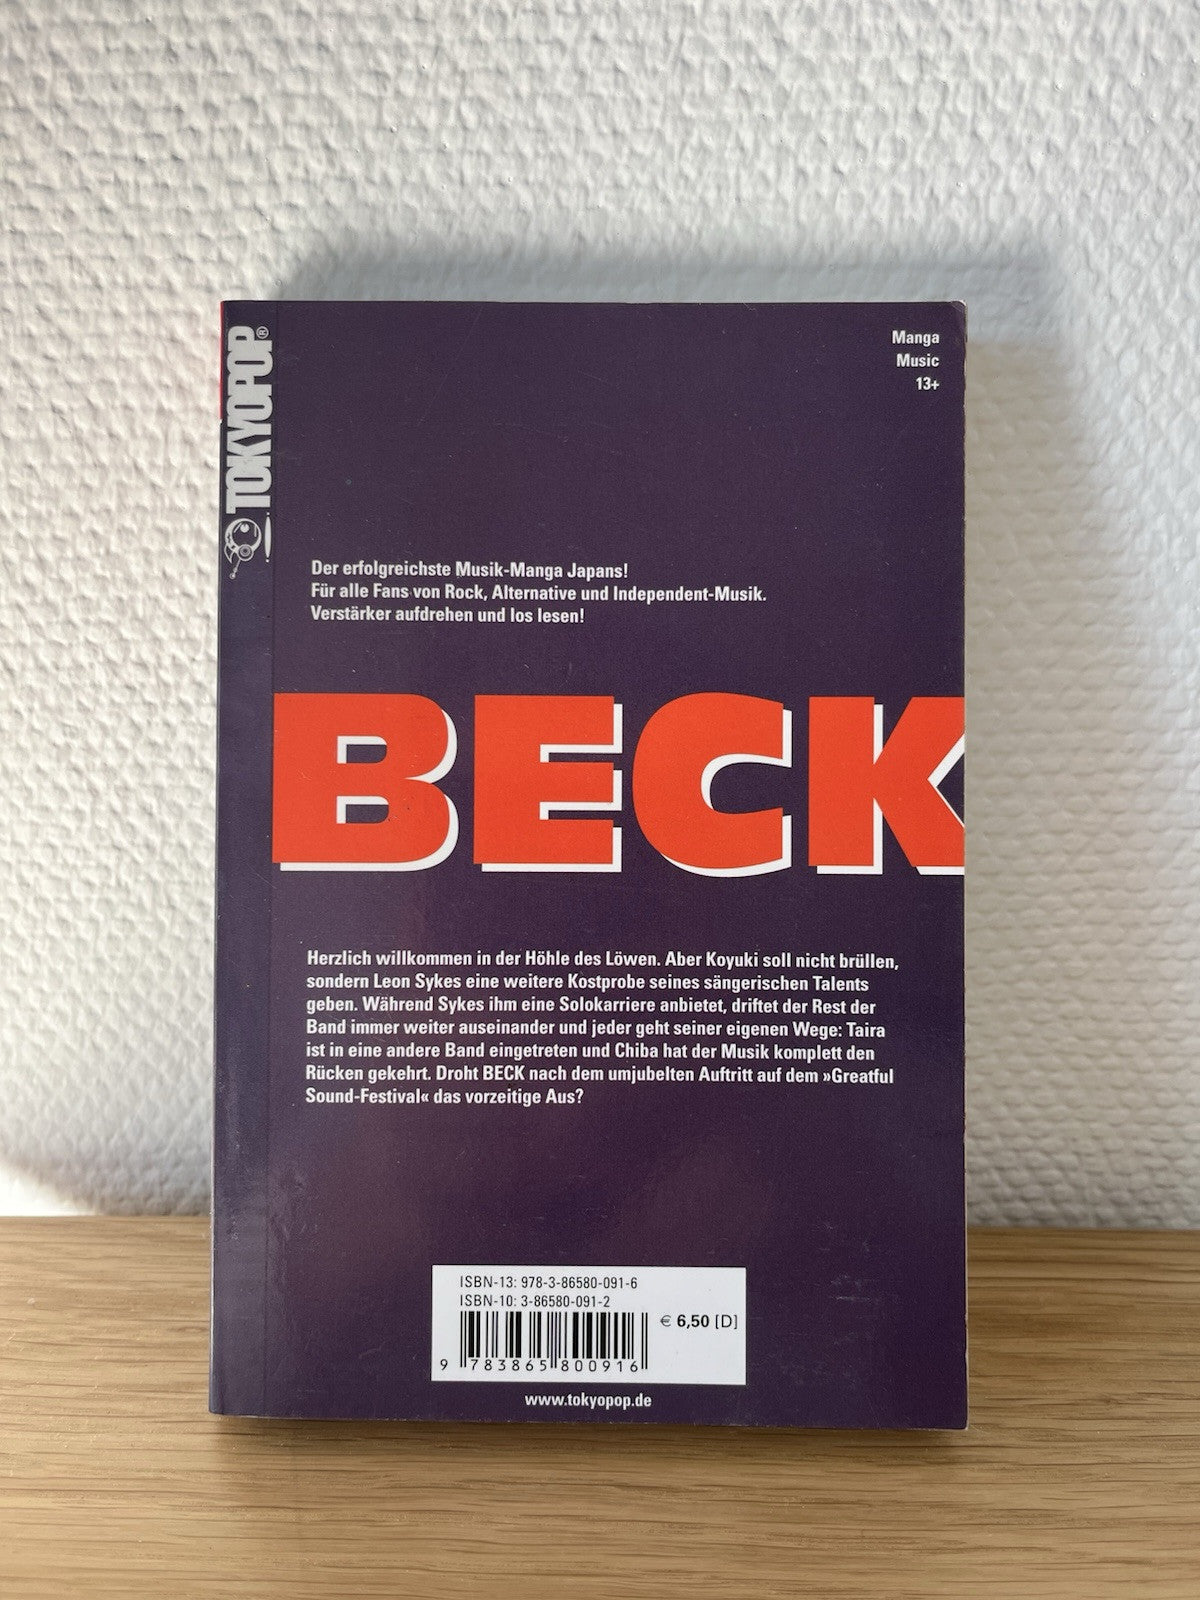 TOKYOPOP®
Manga
Music
13+
Der erfolgreichste Musik-Manga Japans!
Für alle Fans von Rock, Alternative und Independent-Musik.
Verstärker aufdrehen und los lesen!
BECK
Herzlich willkommen in der Höhle des Löwen. Aber Koyuki soll nicht brüllen,
sondern Leon Sykes eine weitere Kostprobe seines sängerischen Talents
geben. Während Sykes ihm eine Solokarriere anbietet, driftet der Rest der
Band immer weiter auseinander und jeder geht seiner eigenen Wege: Taira
ist in eine andere Band eingetreten und Chiba hat der Musik komplett den
Rücken gekehrt. Droht BECK nach dem umjubelten Auftritt auf dem »Greatful
Sound-Festival« das vorzeitige Aus?
ISBN-13: 978-3-86580-091-6
ISBN-10: 3-86580-091-2
€ 6,50 [D]
9 783865 800916
www.tokyopop.de